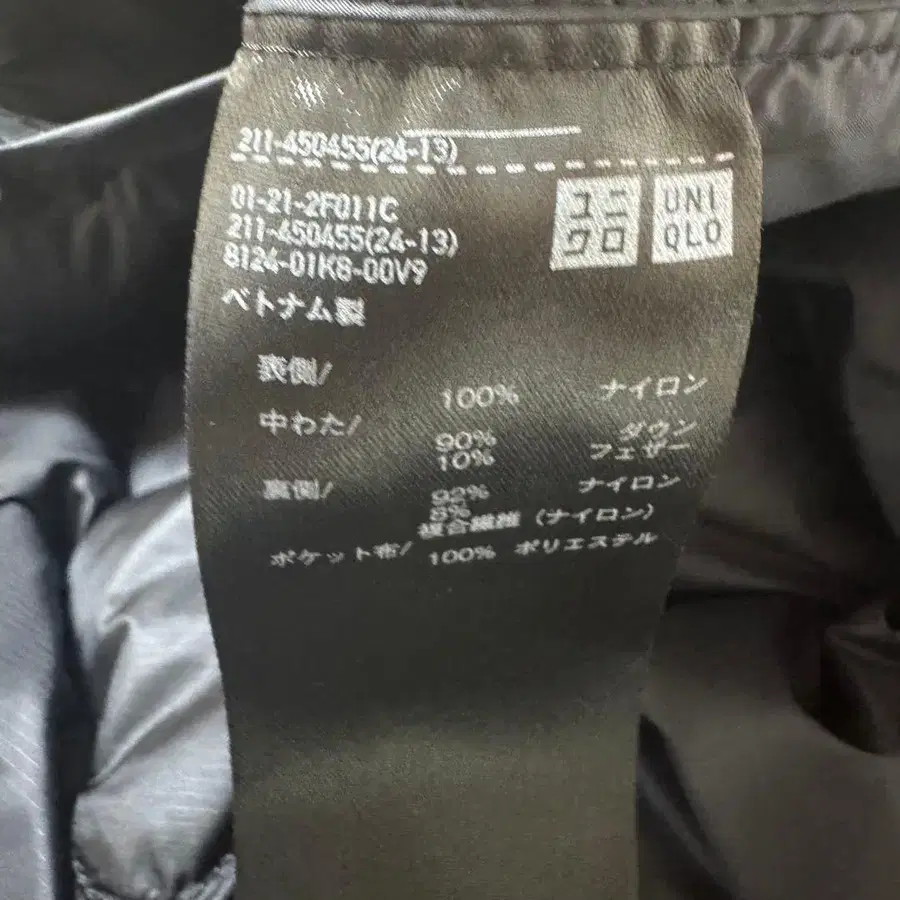 211-450455(24-13)
ユニ
クロ
UNI
QLO
01-21-2F011C
211-450455(24-13)
8124-01K8-00V9
ベトナム製
表側/
100% ナイロン
中わた/
90% ダウン
10% フェザー
裏側/
92% ナイロン
8%
複合繊維 (ナイロン)
ポケット布/ 100% ポリエステル